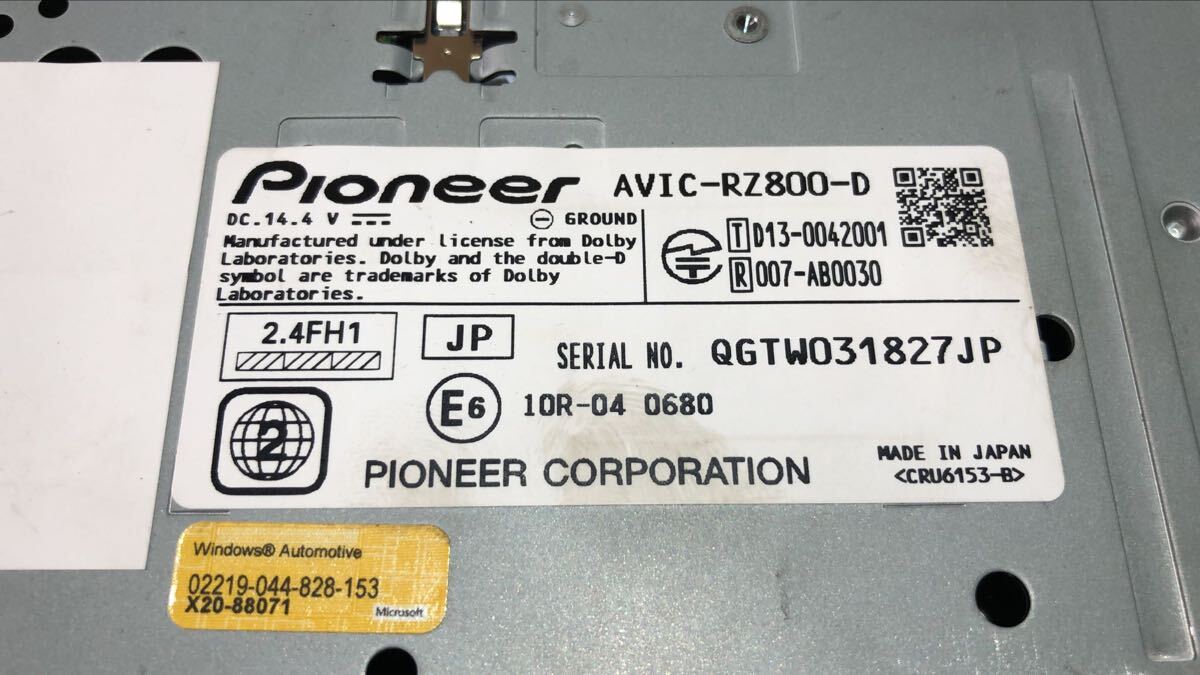 Pioneer AVIC-RZ800-D
DC.14.4 V GROUND
Manufactured under license from Dolby
Laboratories. Dolby and the double-D
symbol are trademarks of Dolby
Laboratories.
T D13-0042001
R 007-AB0030
2.4FH1
JP
SERIAL NO. QGTW031827JP
2
E6 10R-04 0680
PIONEER CORPORATION
MADE IN JAPAN
<CRU6153-B>
Windows® Automotive
02219-044-828-153
X20-88071
Microsoft